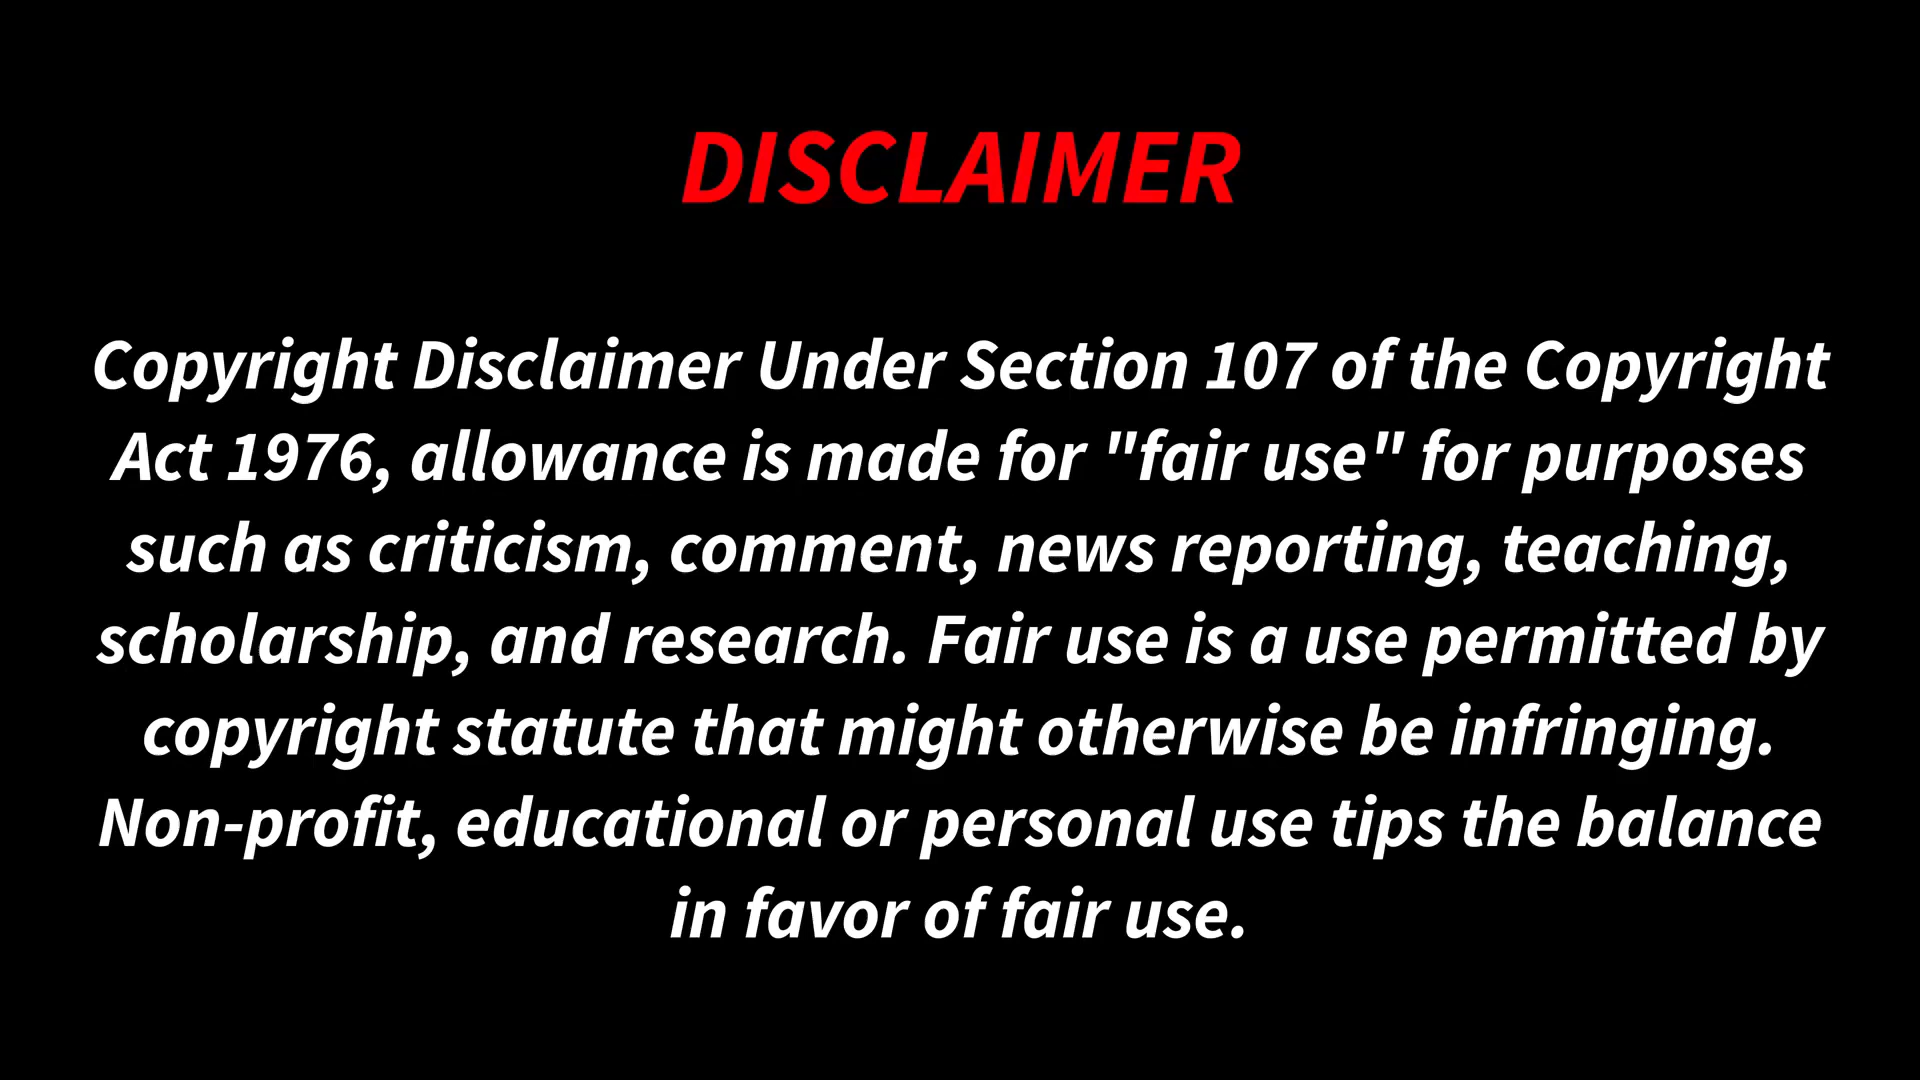 DISCLAIMER
Copyright Disclaimer Under Section 107 of the Copyright
Act 1976, allowance is made for "fair use" for purposes
such as criticism, comment, news reporting, teaching,
scholarship, and research. Fair use is a use permitted by
copyright statute that might otherwise be infringing.
Non-profit, educational or personal use tips the balance
in favor of fair use.